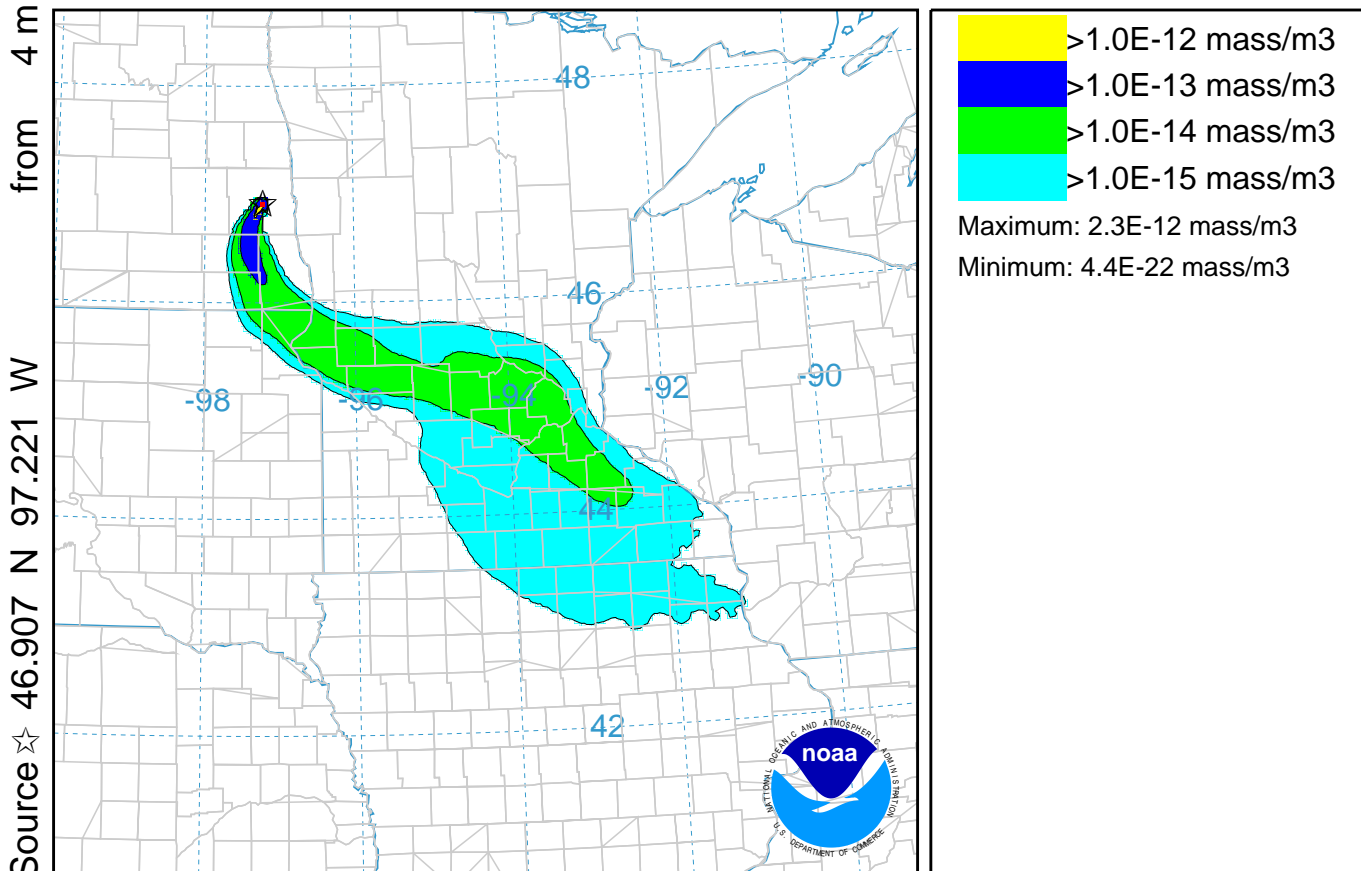 Source ☆ 46.907 N 97.221 W from 4 m
>1.0E-12 mass/m3
>1.0E-13 mass/m3
>1.0E-14 mass/m3
>1.0E-15 mass/m3
Maximum: 2.3E-12 mass/m3
Minimum: 4.4E-22 mass/m3
48
46
-98
-96
-94
-92
-90
44
42
NATIONAL OCEANIC AND ATMOSPHERIC ADMINISTRATION
noaa
U.S. DEPARTMENT OF COMMERCE